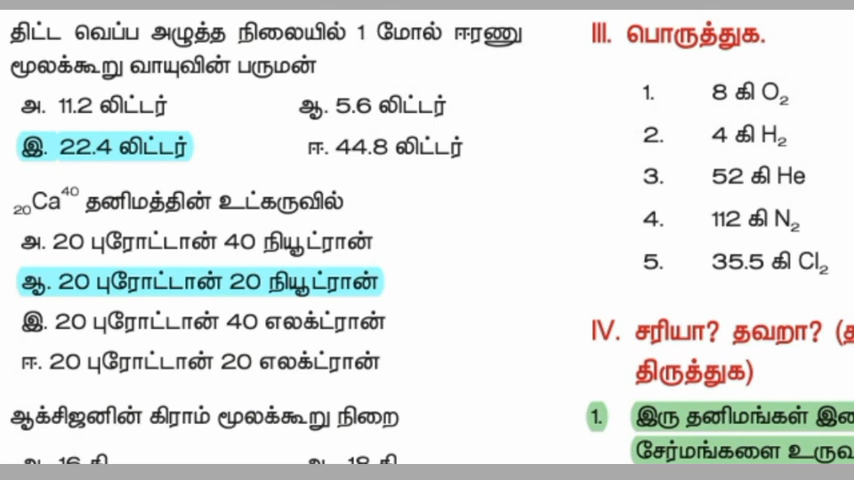 திட்ட வெப்ப அழுத்த நிலையில் 1 மோல் ஈரணு
மூலக்கூறு வாயுவின் பருமன்
அ. 11.2 லிட்டர்
ஆ. 5.6 லிட்டர்
இ. 22.4 லிட்டர்
ஈ. 44.8 லிட்டர்
₂₀Ca⁴⁰ தனிமத்தின் உட்கருவில்
அ. 20 புரோட்டான் 40 நியூட்ரான்
ஆ. 20 புரோட்டான் 20 நியூட்ரான்
இ. 20 புரோட்டான் 40 எலக்ட்ரான்
ஈ. 20 புரோட்டான் 20 எலக்ட்ரான்
ஆக்சிஜனின் கிராம் மூலக்கூறு நிறை
அ. 16 கி
ஆ. 18 கி
III. பொருத்துக.
1. 8 கி O₂
2. 4 கி H₂
3. 52 கி He
4. 112 கி N₂
5. 35.5 கி Cl₂
IV. சரியா? தவறா? (
திருத்துக)
1. இரு தனிமங்கள்
சேர்மங்களை